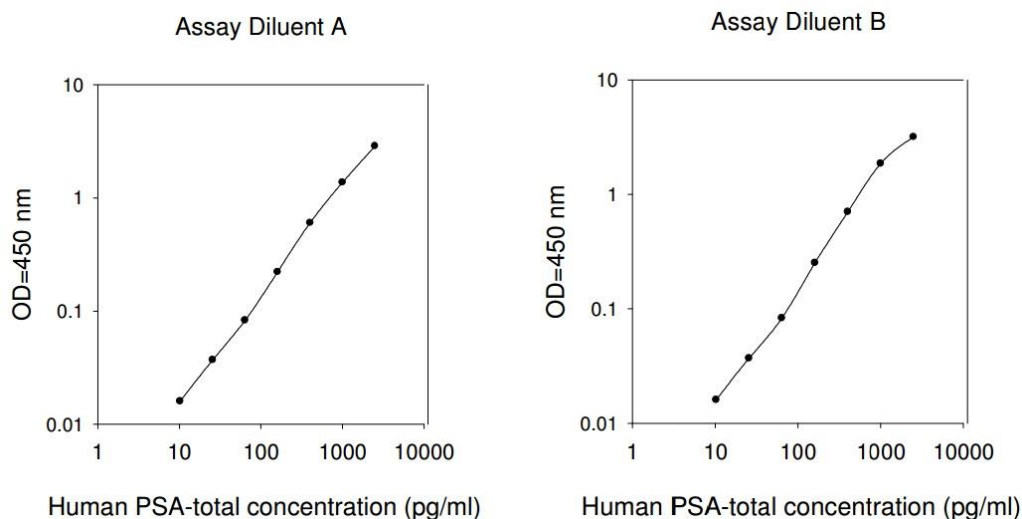 Assay Diluent A
10
1
0.1
0.01
OD=450 nm
1 10 100 1000 10000
Human PSA-total concentration (pg/ml)
Assay Diluent B
10
1
0.1
0.01
OD=450 nm
1 10 100 1000 10000
Human PSA-total concentration (pg/ml)